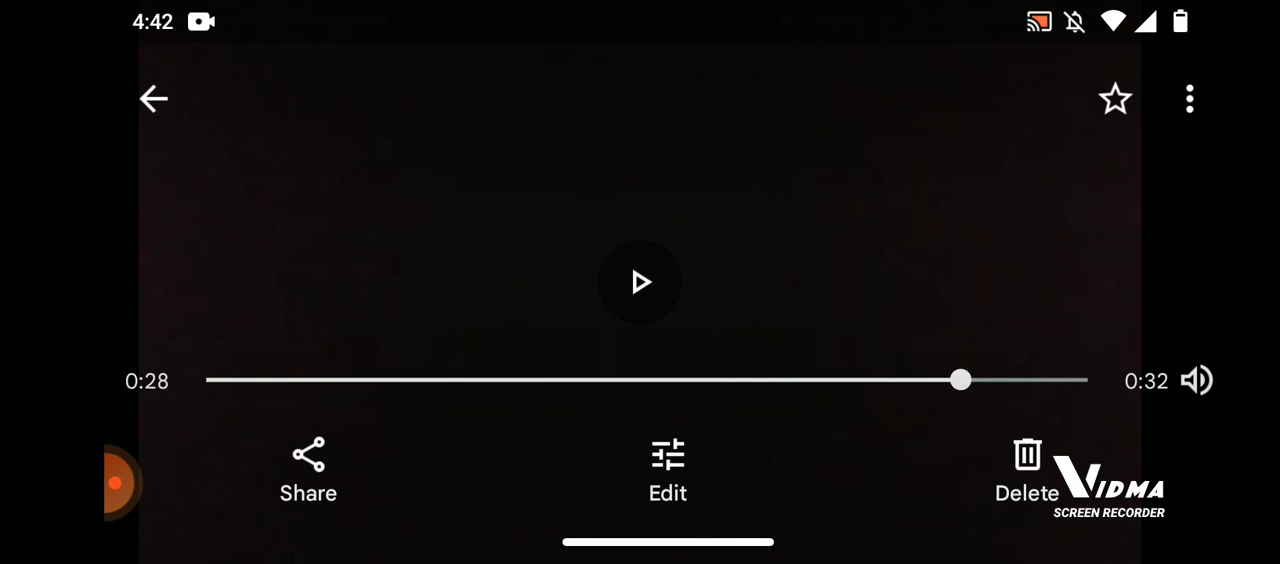 4:42
0:28
0:32
Share
Edit
Delete
VIDMA
SCREEN RECORDER